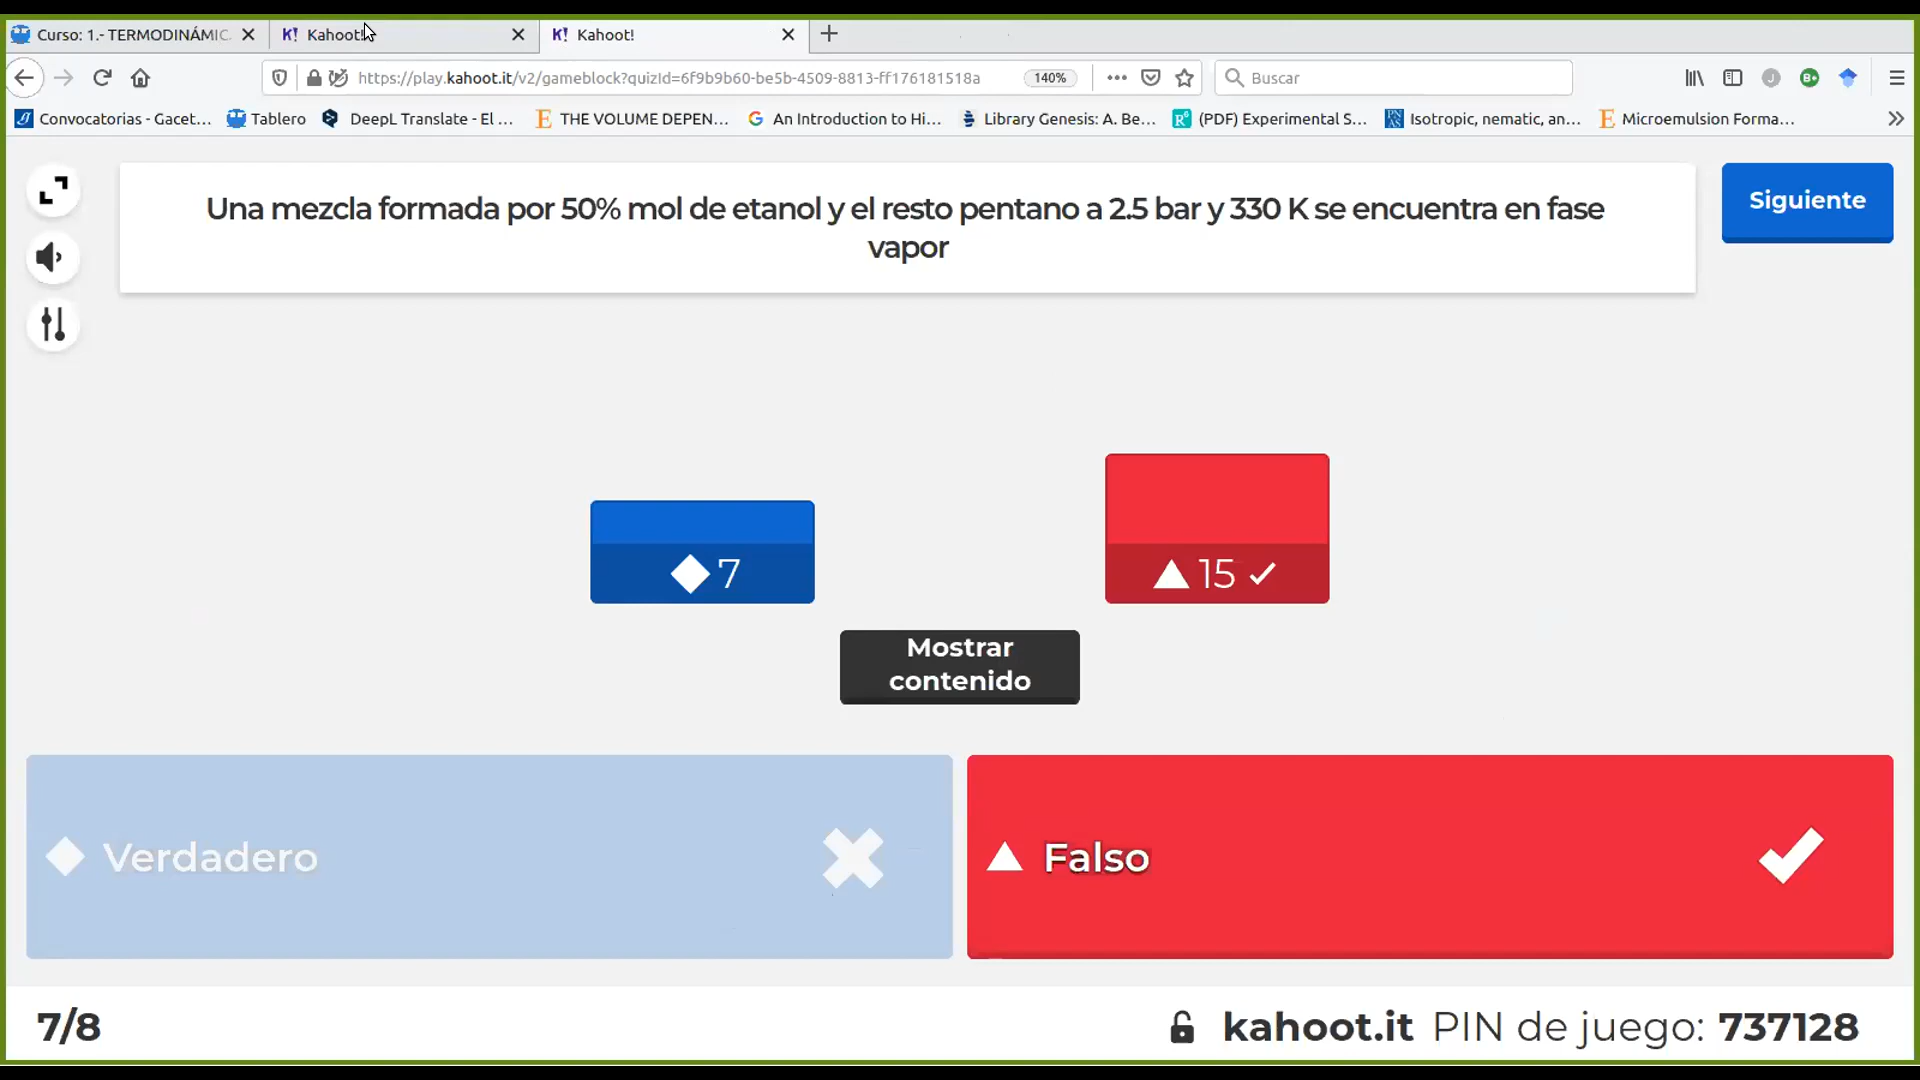 Curso: 1.- TERMODINÁMIC
K! Kahoot!
K! Kahoot!
https://play.kahoot.it/v2/gameblock?quizId=6f9b9b60-be5b-4509-8813-ff176181518a
140%
Buscar
Convocatorias - Gacet...
Tablero
DeepL Translate - El ...
THE VOLUME DEPEN...
An Introduction to Hi...
Library Genesis: A. Be...
(PDF) Experimental S...
Isotropic, nematic, an...
Microemulsion Forma...
Una mezcla formada por 50% mol de etanol y el resto pentano a 2.5 bar y 330 K se encuentra en fase
vapor
Siguiente
7
15
Mostrar
contenido
Verdadero
Falso
7/8
kahoot.it PIN de juego: 737128